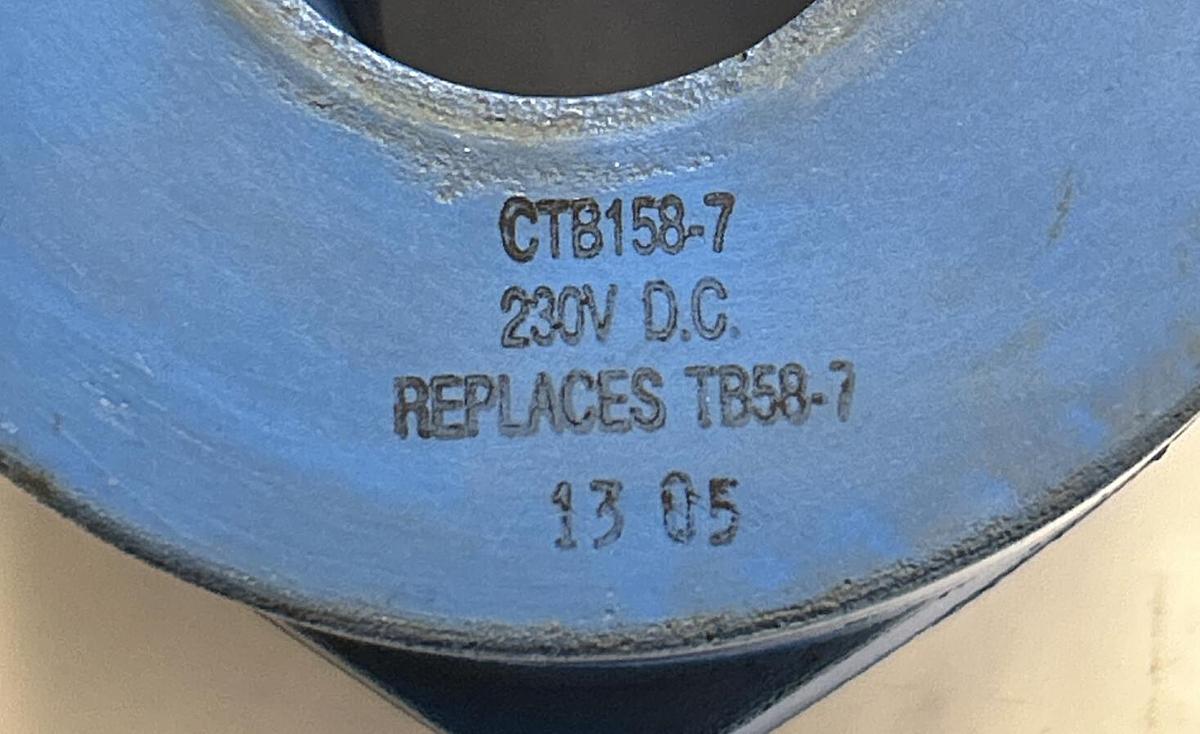 CTB158-7
230V D.C.
REPLACES TB58-7
13 05